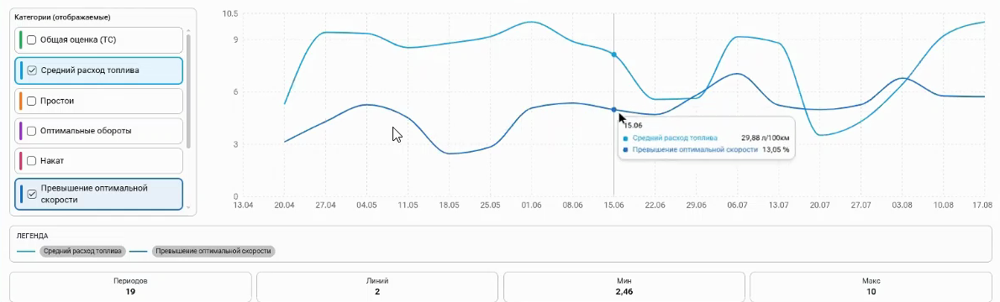 Категории (отображаемые)
Общая оценка (ТС)
Средний расход топлива
Простои
Оптимальные обороты
Накат
Превышение оптимальной
скорости
10.5
9
6
3
0
13.04 20.04 27.04 04.05 11.05 18.05 25.05 01.06 08.06 15.06 22.06 29.06 06.07 13.07 20.07 27.07 03.08 10.08 17.08
15.06
Средний расход топлива 29,88 л/100км
Превышение оптимальной скорости 13,05 %
ЛЕГЕНДА
Средний расход топлива Превышение оптимальной скорости
Периодов Линий Мин Макс
19 2 2,46 10